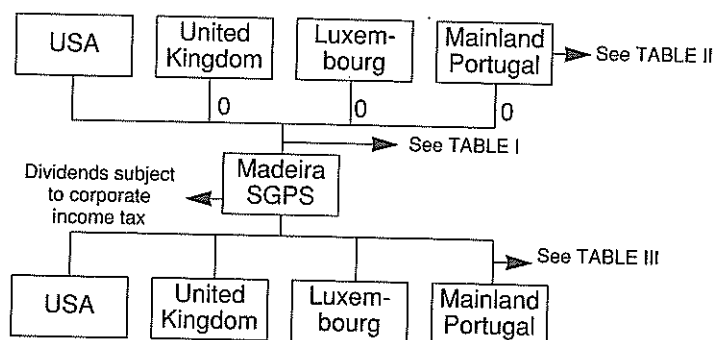 USA
United
Kingdom
Luxem-
bourg
Mainland
Portugal
See TABLE II
0
0
0
See TABLE I
Dividends subject
to corporate
income tax
Madeira
SGPS
See TABLE III
USA
United
Kingdom
Luxem-
bourg
Mainland
Portugal